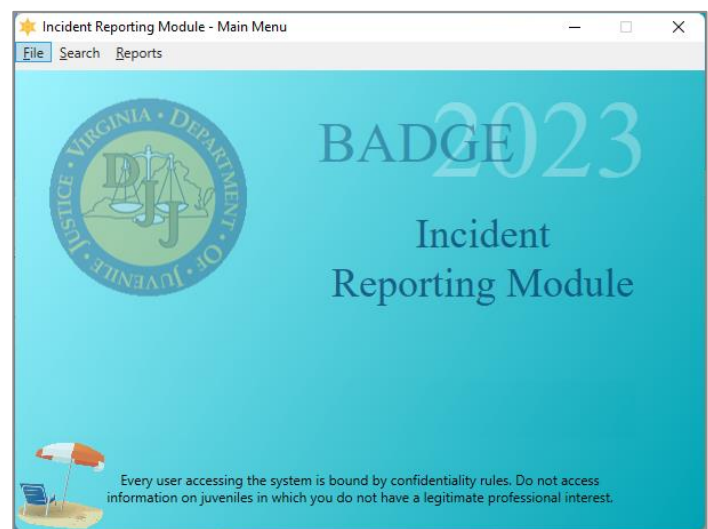 Incident Reporting Module - Main Menu
File Search Reports
VIRGINIA • DEPARTMENT • OF JUVENILE • JUSTICE •
DJJ
BADGE 2023
Incident
Reporting Module
Every user accessing the system is bound by confidentiality rules. Do not access
information on juveniles in which you do not have a legitimate professional interest.